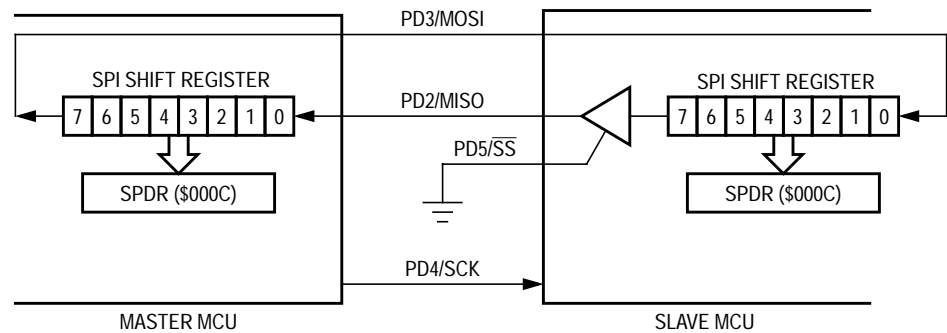 PD3/MOSI
SPI SHIFT REGISTER
SPI SHIFT REGISTER
PD2/MISO
7 6 5 4 3 2 1 0
7 6 5 4 3 2 1 0
PD5/S̅S̅
SPDR ($000C)
SPDR ($000C)
PD4/SCK
MASTER MCU
SLAVE MCU